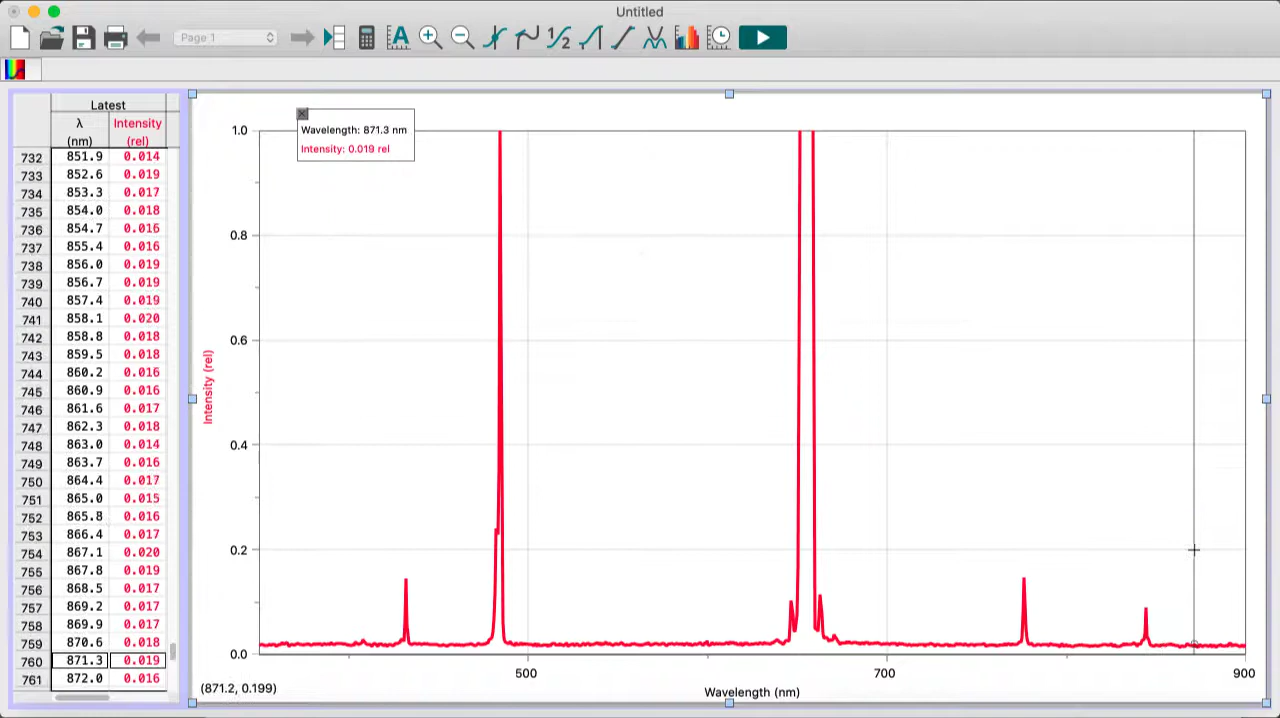 Untitled
Page 1
A
1/2
Latest
λ Intensity
(nm) (rel)
732 851.9 0.014
733 852.6 0.019
734 853.3 0.017
735 854.0 0.018
736 854.7 0.016
737 855.4 0.016
738 856.0 0.019
739 856.7 0.019
740 857.4 0.019
741 858.1 0.020
742 858.8 0.018
743 859.5 0.018
744 860.2 0.016
745 860.9 0.016
746 861.6 0.017
747 862.3 0.018
748 863.0 0.014
749 863.7 0.016
750 864.4 0.017
751 865.0 0.015
752 865.8 0.016
753 866.4 0.017
754 867.1 0.020
755 867.8 0.019
756 868.5 0.017
757 869.2 0.017
758 869.9 0.017
759 870.6 0.018
760 871.3 0.019
761 872.0 0.016
Wavelength: 871.3 nm
Intensity: 0.019 rel
1.0
0.8
0.6
0.4
0.2
0.0
Intensity (rel)
500 700 900
(871.2, 0.199)
Wavelength (nm)